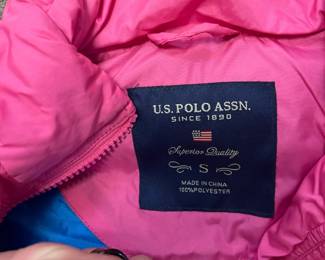 U.S. POLO ASSN.
SINCE 1890
Superior Quality
S
MADE IN CHINA
100%POLYESTER